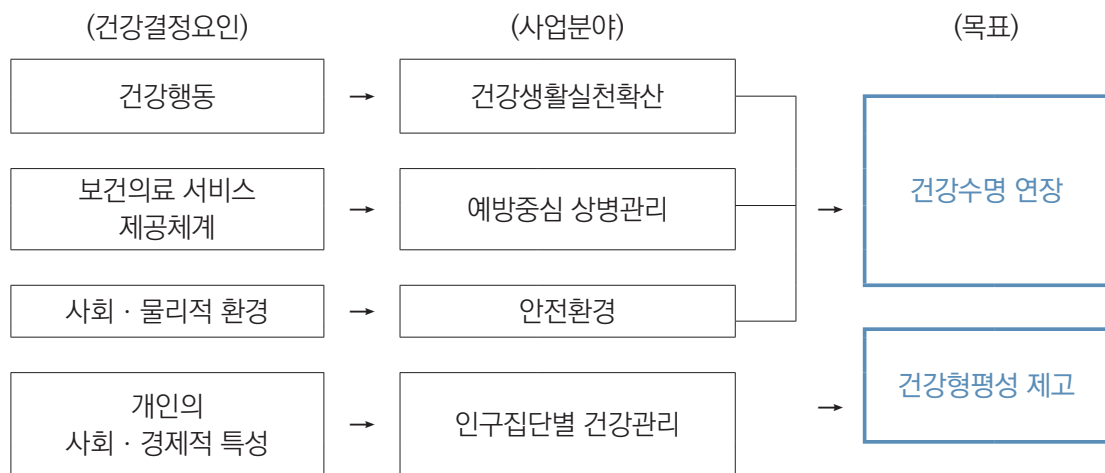 (건강결정요인)
(사업분야)
(목표)
건강행동
건강생활실천확산
보건의료 서비스
제공체계
예방중심 상병관리
건강수명 연장
사회 · 물리적 환경
안전환경
개인의
사회 · 경제적 특성
인구집단별 건강관리
건강형평성 제고